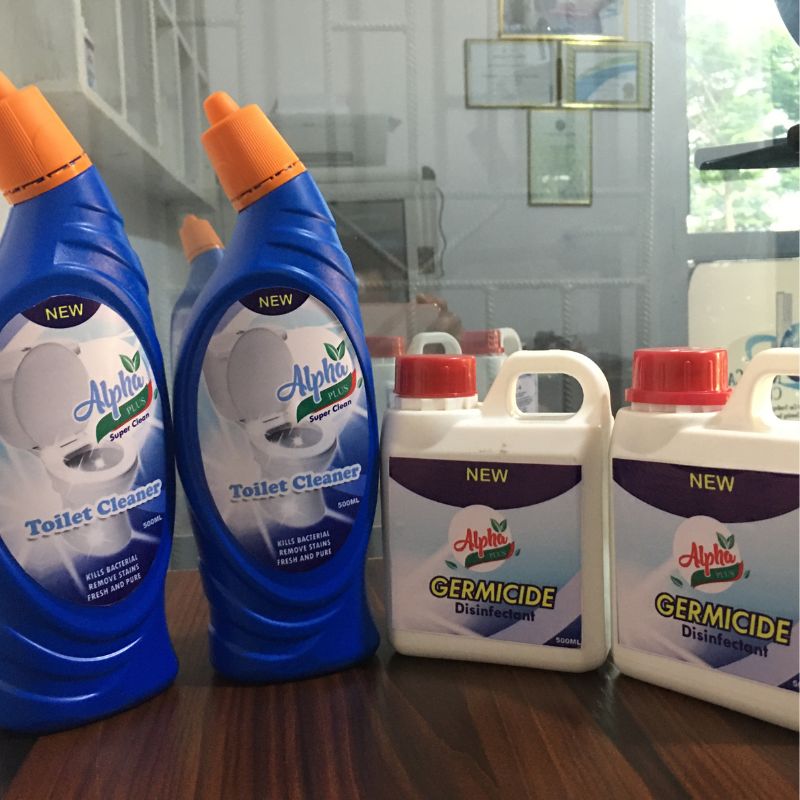 NEW
Alpha
PLUS
Super Clean
Toilet Cleaner
500ML
KILLS BACTERIAL
REMOVE STAINS
FRESH AND PURE
NEW
Alpha
PLUS
Super Clean
Toilet Cleaner
500ML
KILLS BACTERIAL
REMOVE STAINS
FRESH AND PURE
NEW
Alpha
PLUS
GERMICIDE
Disinfectant
500ML
NEW
Alpha
PLUS
GERMICIDE
Disinfectant